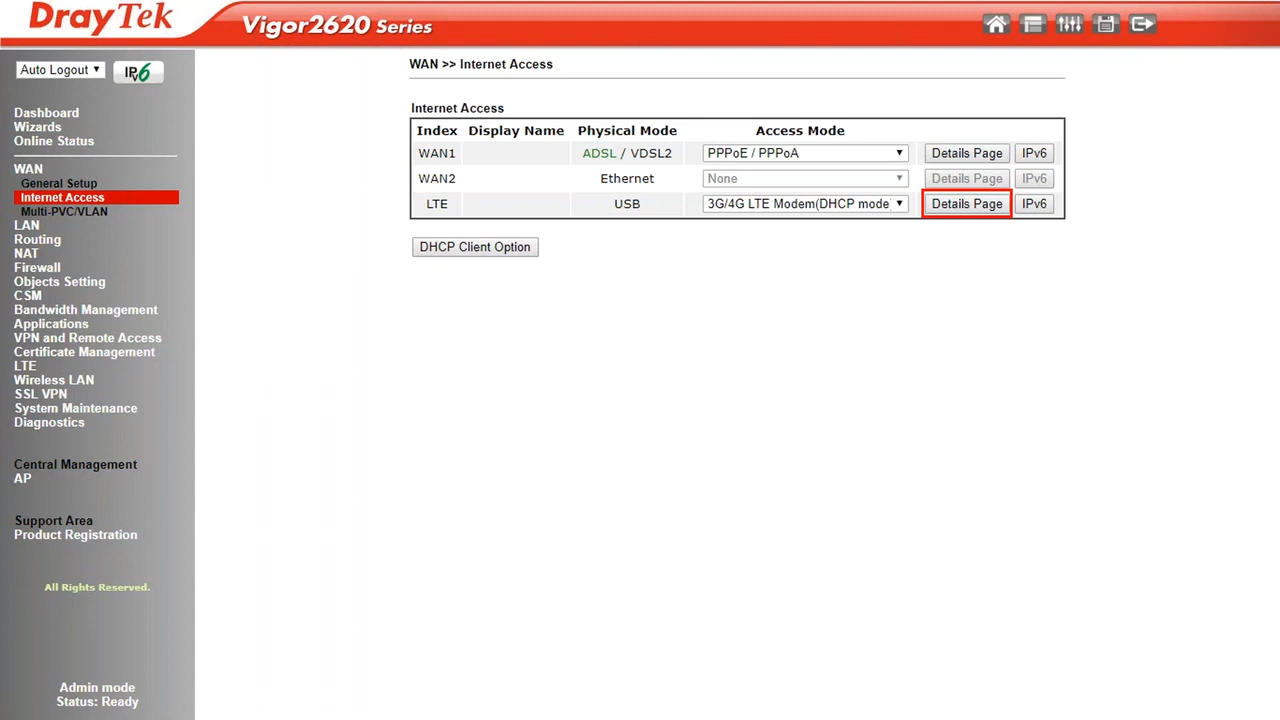 DrayTek Vigor2620 Series
Auto Logout IPv6
Dashboard
Wizards
Online Status
WAN
General Setup
Internet Access
Multi-PVC/VLAN
LAN
Routing
NAT
Firewall
Objects Setting
CSM
Bandwidth Management
Applications
VPN and Remote Access
Certificate Management
LTE
Wireless LAN
SSL VPN
System Maintenance
Diagnostics
Central Management
AP
Support Area
Product Registration
All Rights Reserved.
Admin mode
Status: Ready
WAN >> Internet Access
Internet Access
Index Display Name Physical Mode Access Mode
WAN1 ADSL / VDSL2 PPPoE / PPPoA Details Page IPv6
WAN2 Ethernet None Details Page IPv6
LTE USB 3G/4G LTE Modem(DHCP mode) Details Page IPv6
DHCP Client Option